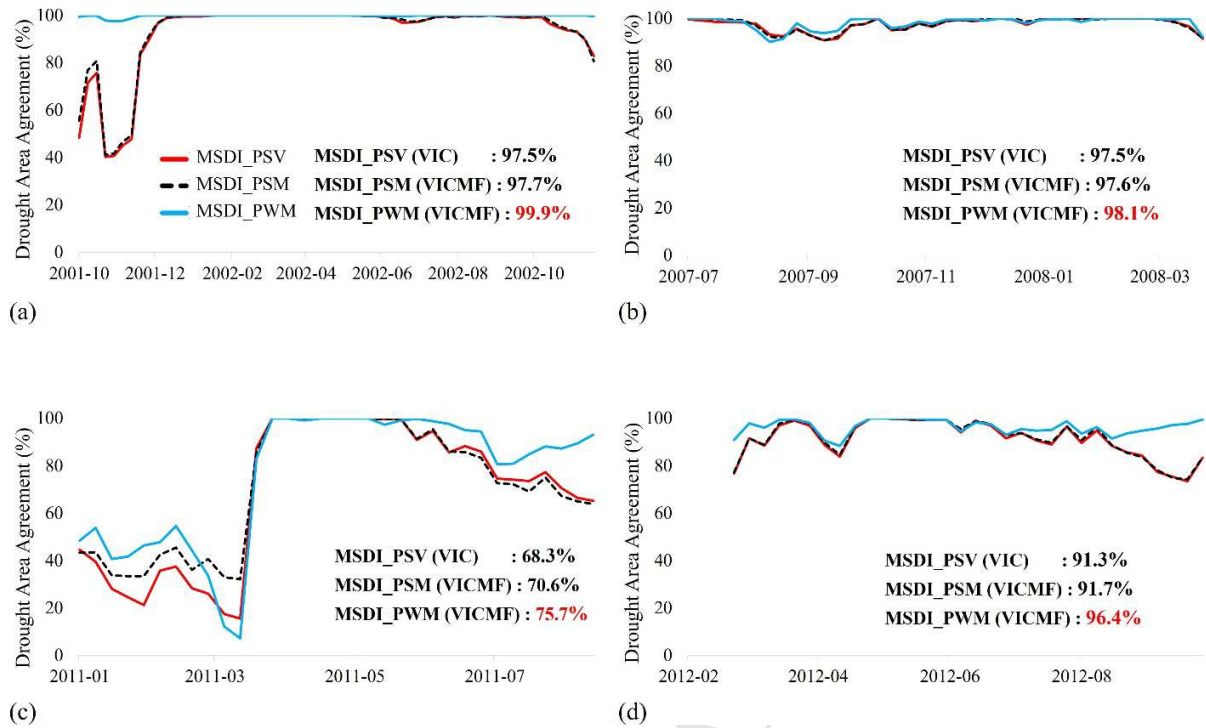 Drought Area Agreement (%)
100
80
60
40
20
0
2001-10 2001-12 2002-02 2002-04 2002-06 2002-08 2002-10
MSDI_PSV
MSDI_PSM
MSDI_PWM
MSDI_PSV (VIC) : 97.5%
MSDI_PSM (VICMF) : 97.7%
MSDI_PWM (VICMF) : 99.9%
(a)
Drought Area Agreement (%)
100
80
60
40
20
0
2007-07 2007-09 2007-11 2008-01 2008-03
MSDI_PSV (VIC) : 97.5%
MSDI_PSM (VICMF) : 97.6%
MSDI_PWM (VICMF) : 98.1%
(b)
Drought Area Agreement (%)
100
80
60
40
20
0
2011-01 2011-03 2011-05 2011-07
MSDI_PSV (VIC) : 68.3%
MSDI_PSM (VICMF) : 70.6%
MSDI_PWM (VICMF) : 75.7%
(c)
Drought Area Agreement (%)
100
80
60
40
20
0
2012-02 2012-04 2012-06 2012-08
MSDI_PSV (VIC) : 91.3%
MSDI_PSM (VICMF) : 91.7%
MSDI_PWM (VICMF) : 96.4%
(d)